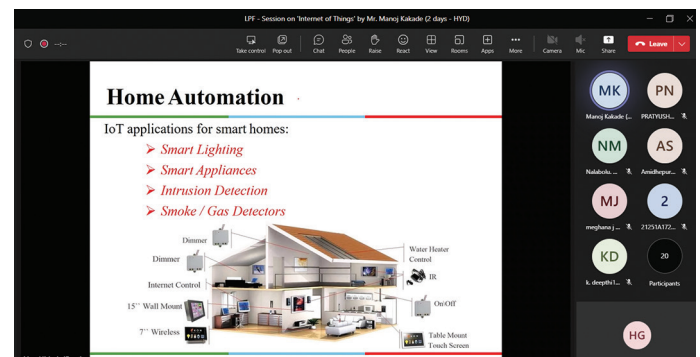 LPF - Session on 'Internet of Things' by Mr. Manoj Kakade (2 days - HYD)
--:--
Take control Pop out Chat People Raise React View Rooms Apps More Camera Mic Share Leave
Home Automation
IoT applications for smart homes:
➢ Smart Lighting
➢ Smart Appliances
➢ Intrusion Detection
➢ Smoke / Gas Detectors
Dimmer
Dimmer
Internet Control
15'' Wall Mount
7'' Wireless
Water Heater
Control
IR
On/Off
Table Mount
Touch Screen
MK
Manoj Kakade (...
PN
PRATYUSH...
NM
Nalabolu. ...
AS
Amidhepur...
MJ
meghana j ...
2
21251A172...
KD
k. deepthi1...
20
Participants
HG